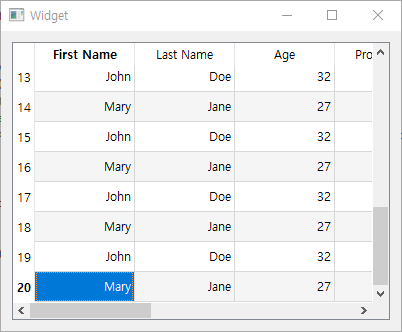 Widget
First Name Last Name Age Pro
13 John Doe 32
14 Mary Jane 27
15 John Doe 32
16 Mary Jane 27
17 John Doe 32
18 Mary Jane 27
19 John Doe 32
20 Mary Jane 27